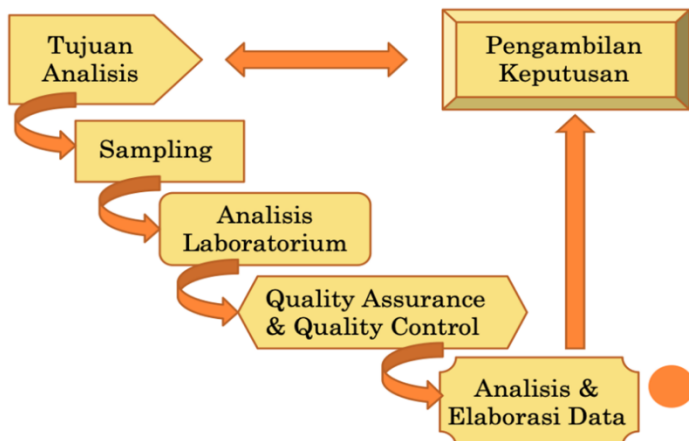 Tujuan
Analisis
Pengambilan
Keputusan
Sampling
Analisis
Laboratorium
Quality Assurance
& Quality Control
Analisis &
Elaborasi Data